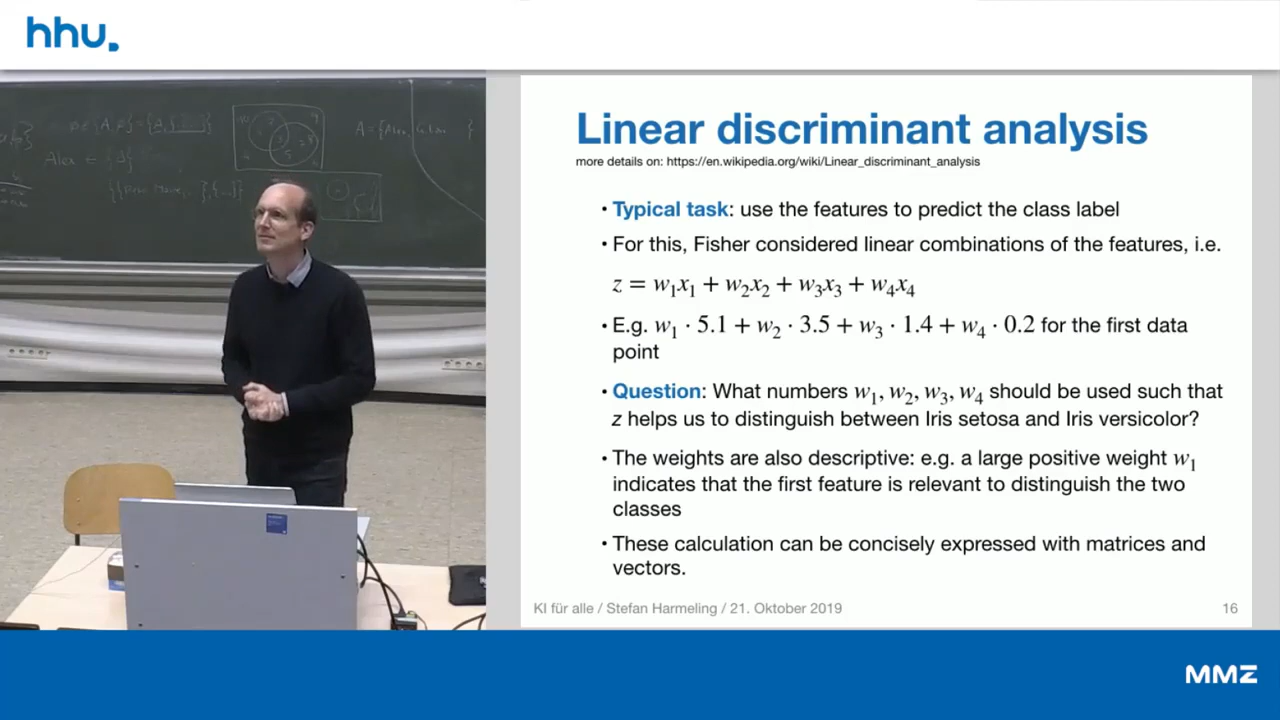 hhu.
Alex ∈ {A}
Linear discriminant analysis
more details on: https://en.wikipedia.org/wiki/Linear_discriminant_analysis
• Typical task: use the features to predict the class label
• For this, Fisher considered linear combinations of the features, i.e.
z = w₁x₁ + w₂x₂ + w₃x₃ + w₄x₄
• E.g. w₁ · 5.1 + w₂ · 3.5 + w₃ · 1.4 + w₄ · 0.2 for the first data
point
• Question: What numbers w₁, w₂, w₃, w₄ should be used such that
z helps us to distinguish between Iris setosa and Iris versicolor?
• The weights are also descriptive: e.g. a large positive weight w₁
indicates that the first feature is relevant to distinguish the two
classes
• These calculation can be concisely expressed with matrices and
vectors.
KI für alle / Stefan Harmeling / 21. Oktober 2019
16
MMZ